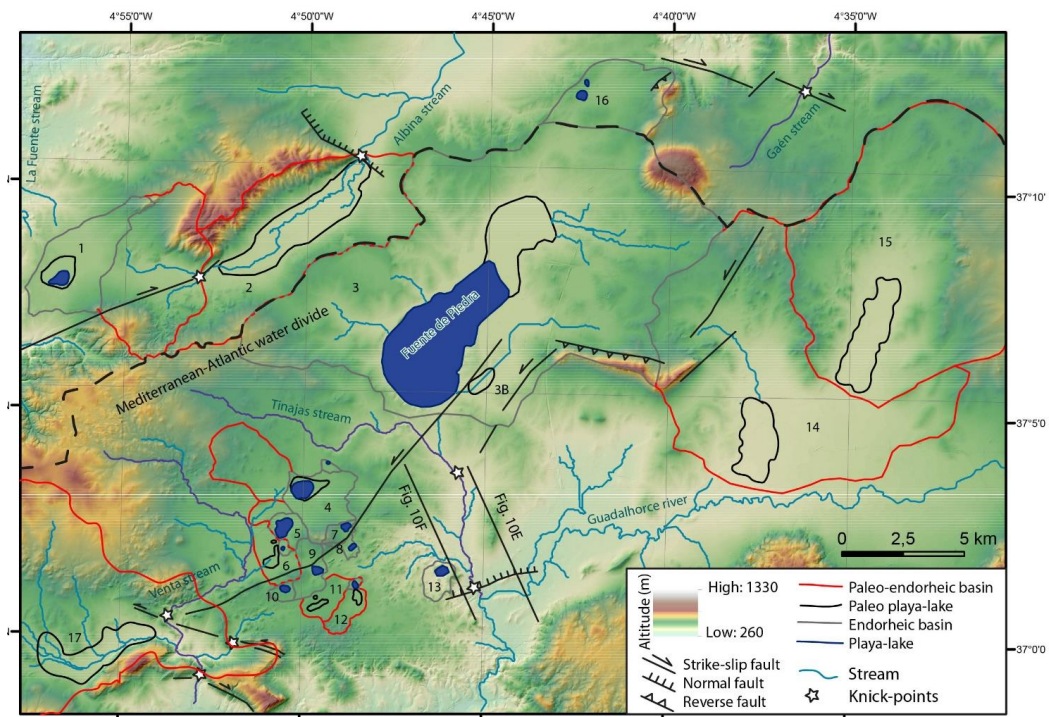 4°55'0"W
4°50'0"W
4°45'0"W
4°40'0"W
4°35'0"W
La Fuente stream
Albina stream
16
Gaén stream
37°10'0"N
1
2
3
15
Fuente de Piedra
Mediterranean-Atlantic water divide
3B
Tinajas stream
14
37°5'0"N
4
Fig. 10F
Fig. 10E
Guadalhorce river
5
7
8
9
6
10
11
12
13
Venta stream
17
0
2,5
5 km
37°0'0"N
Altitude (m)
High: 1330
Low: 260
Strike-slip fault
Normal fault
Reverse fault
Paleo-endorheic basin
Paleo playa-lake
Endorheic basin
Playa-lake
Stream
Knick-points